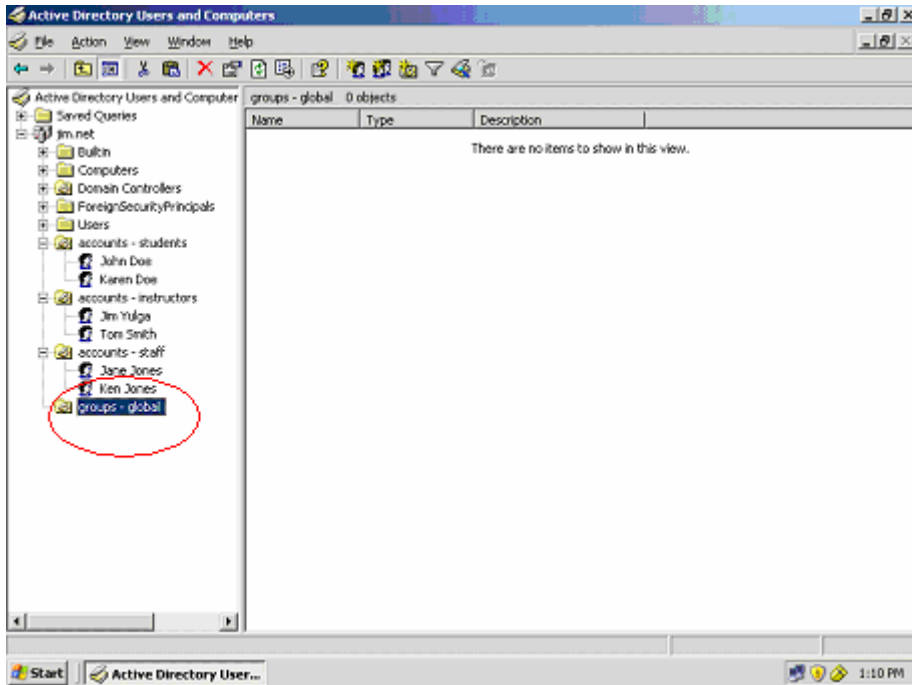 Active Directory Users and Computers
File Action View Window Help
Active Directory Users and Computer
groups - global 0 objects
Saved Queries
Name Type Description
jim.net
There are no items to show in this view.
Builtin
Computers
Domain Controllers
ForeignSecurityPrincipals
Users
accounts - students
John Doe
Karen Doe
accounts - instructors
Jim Yulga
Tom Smith
accounts - staff
Jane Jones
Ken Jones
groups - global
Start Active Directory User... 1:10 PM